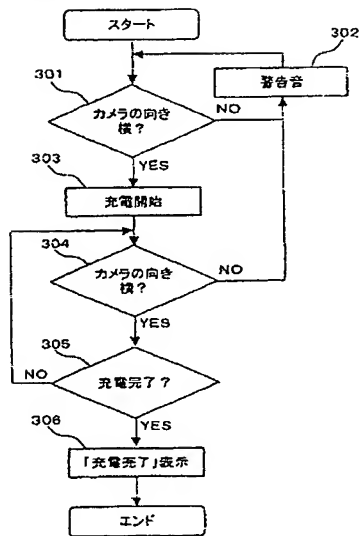 スタート
302
警告音
301
カメラの向き
横?
NO
YES
303
充電開始
304
カメラの向き
横?
NO
YES
305
充電完了?
NO
YES
306
「充電完了」表示
エンド